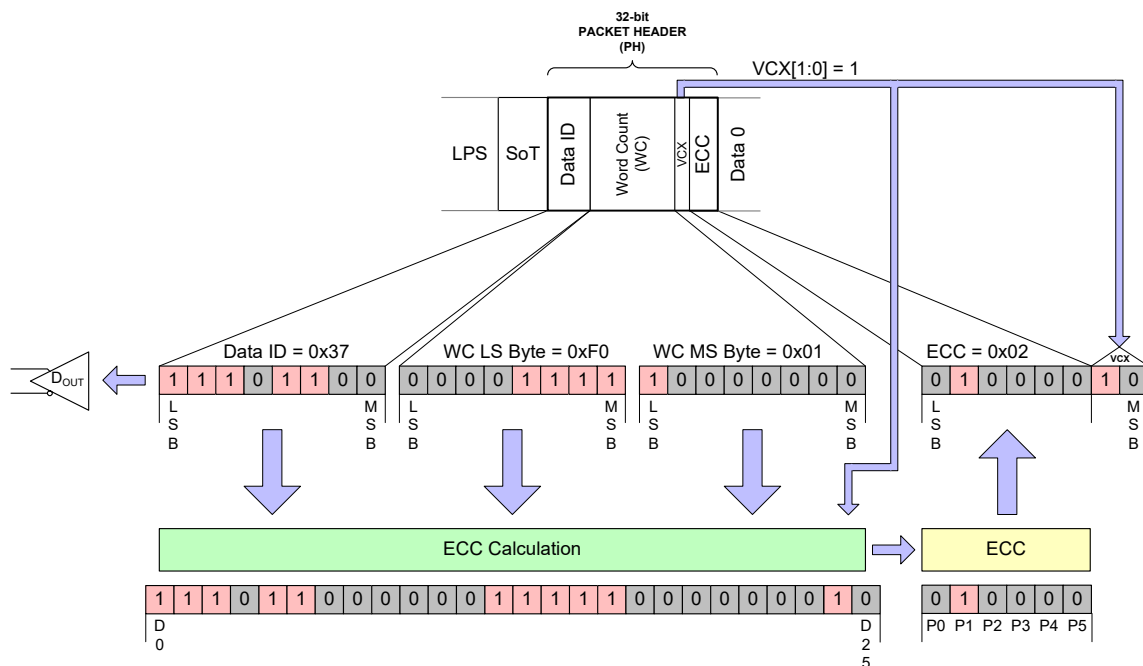 32-bit
PACKET HEADER
(PH)
VCX[1:0] = 1
LPS
SoT
Data ID
Word Count
(WC)
VCX
ECC
Data 0
Data ID = 0x37
WC LS Byte = 0xF0
WC MS Byte = 0x01
ECC = 0x02
VCX
DOUT
1 1 1 0 1 1 0 0
0 0 0 0 1 1 1 1
1 0 0 0 0 0 0 0
0 1 0 0 0 0 1 0
LSB
MSB
LSB
MSB
LSB
MSB
LSB
MSB
ECC Calculation
ECC
1 1 1 0 1 1 0 0 0 0 0 0 1 1 1 1 1 0 0 0 0 0 0 0 1 0
0 1 0 0 0 0
D0
D25
P0 P1 P2 P3 P4 P5